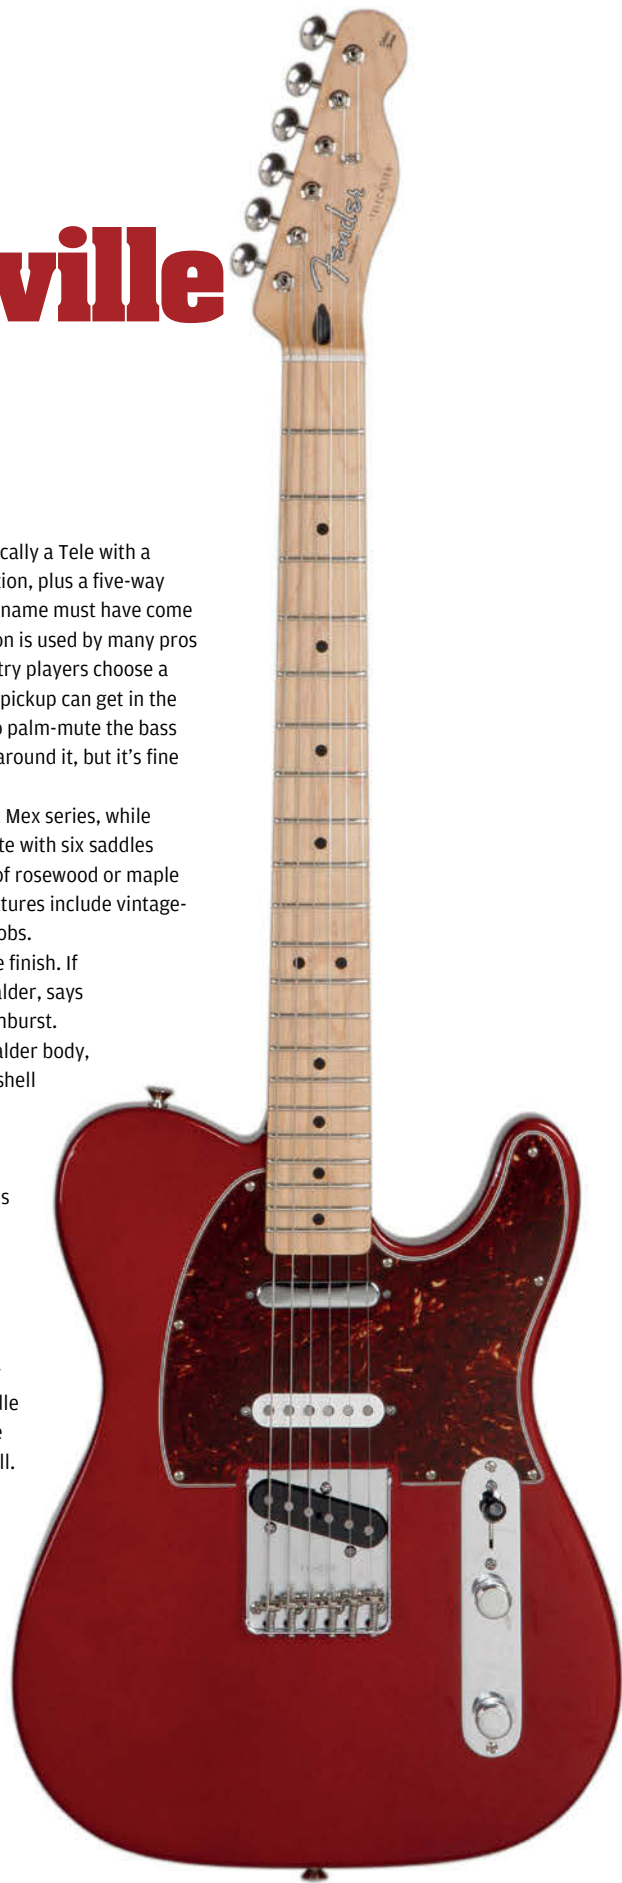 Fender
TELECASTER
ville
cally a Tele with a
tion, plus a five-way
name must have come
on is used by many pros
try players choose a
pickup can get in the
o palm-mute the bass
around it, but it's fine
Mex series, while
te with six saddles
of rosewood or maple
tures include vintage-
obs.
e finish. If
alder, says
nburst.
alder body,
shell
s
dle
e
ll.